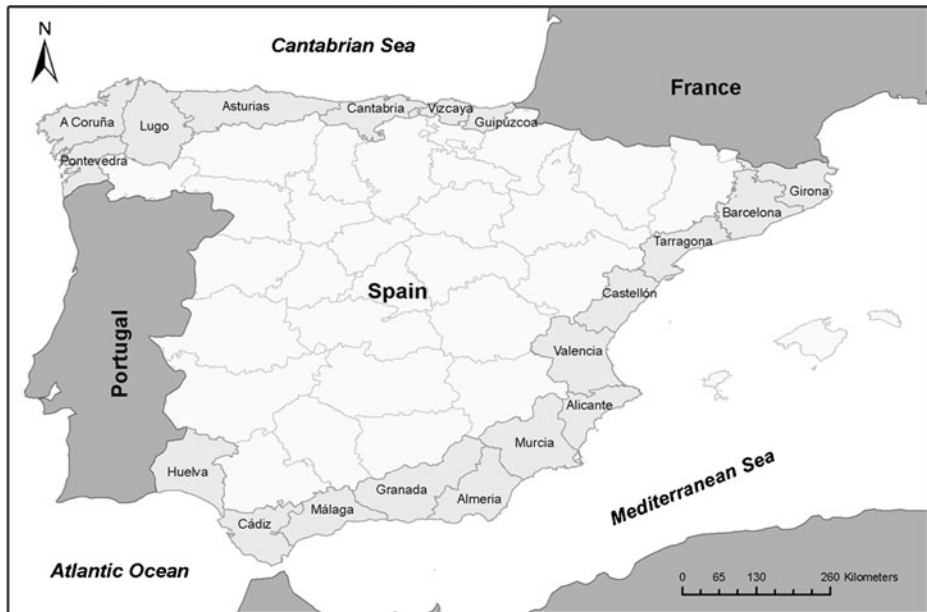 N
Cantabrian Sea
France
A Coruña
Lugo
Asturias
Cantabria
Vizcaya
Guipúzcoa
Pontevedra
Girona
Barcelona
Tarragona
Spain
Castellón
Portugal
Valencia
Alicante
Murcia
Huelva
Granada
Almeria
Málaga
Cádiz
Mediterranean Sea
Atlantic Ocean
0 65 130 260 Kilometers